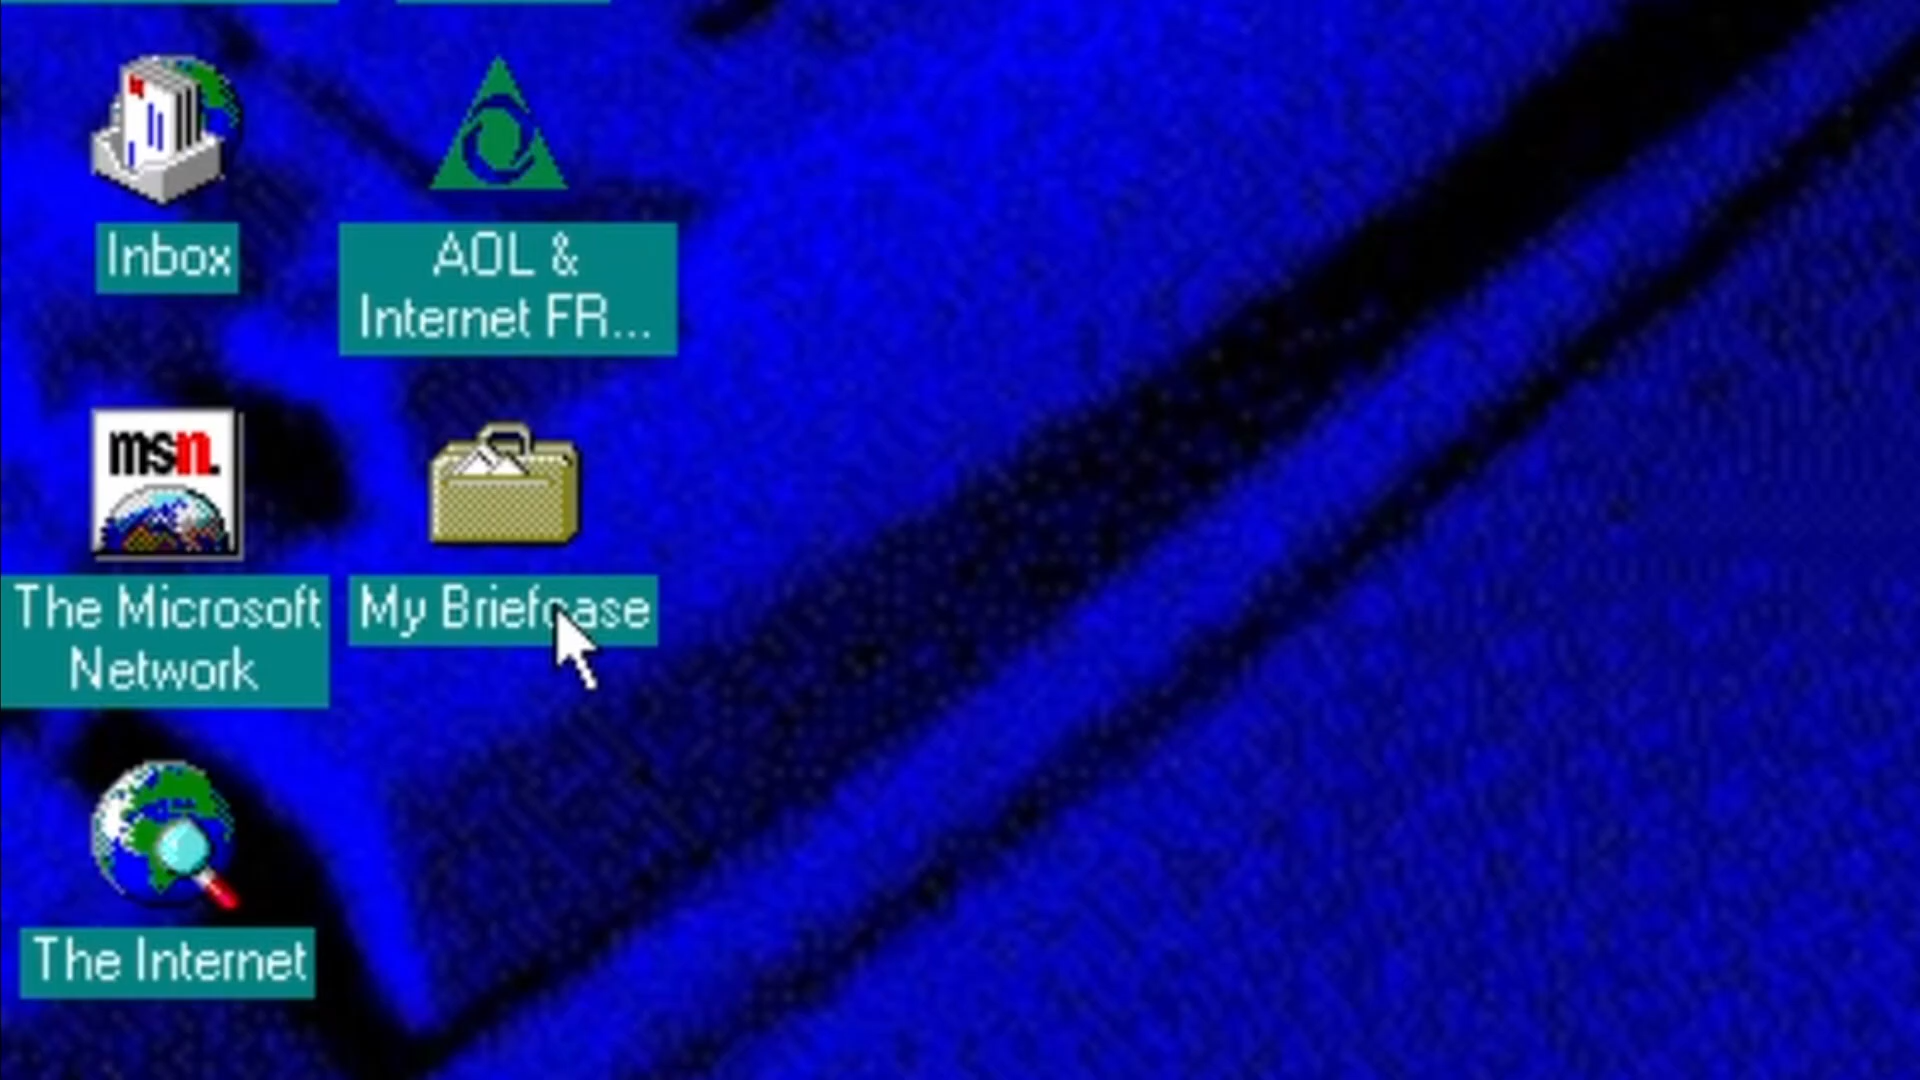 Inbox
AOL &
Internet FR...
msn.
The Microsoft
Network
My Briefcase
The Internet